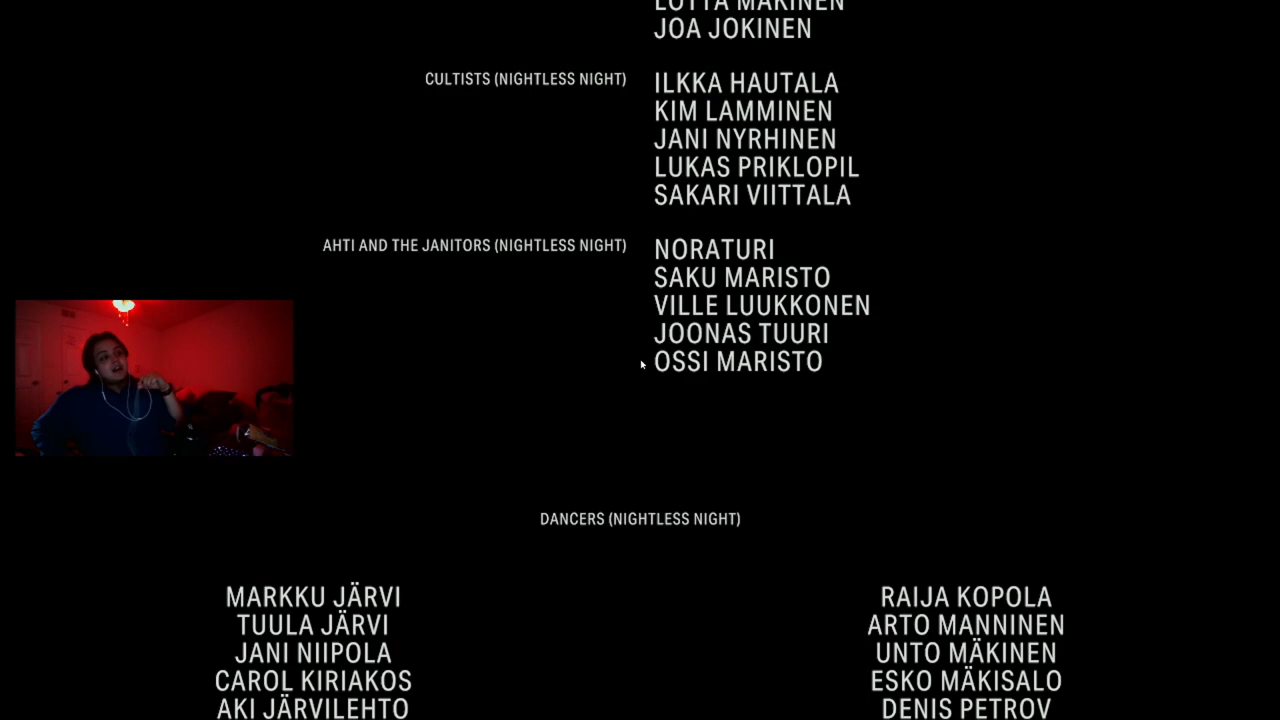 LOTTA MÄKINEN
JOA JOKINEN
CULTISTS (NIGHTLESS NIGHT)
ILKKA HAUTALA
KIM LAMMINEN
JANI NYRHINEN
LUKAS PRIKLOPIL
SAKARI VIITTALA
AHTI AND THE JANITORS (NIGHTLESS NIGHT)
NORATURI
SAKU MARISTO
VILLE LUUKKONEN
JOONAS TUURI
OSSI MARISTO
DANCERS (NIGHTLESS NIGHT)
MARKKU JÄRVI
TUULA JÄRVI
JANI NIIPOLA
CAROL KIRIAKOS
AKI JÄRVILEHTO
RAIJA KOPOLA
ARTO MANNINEN
UNTO MÄKINEN
ESKO MÄKISALO
DENIS PETROV